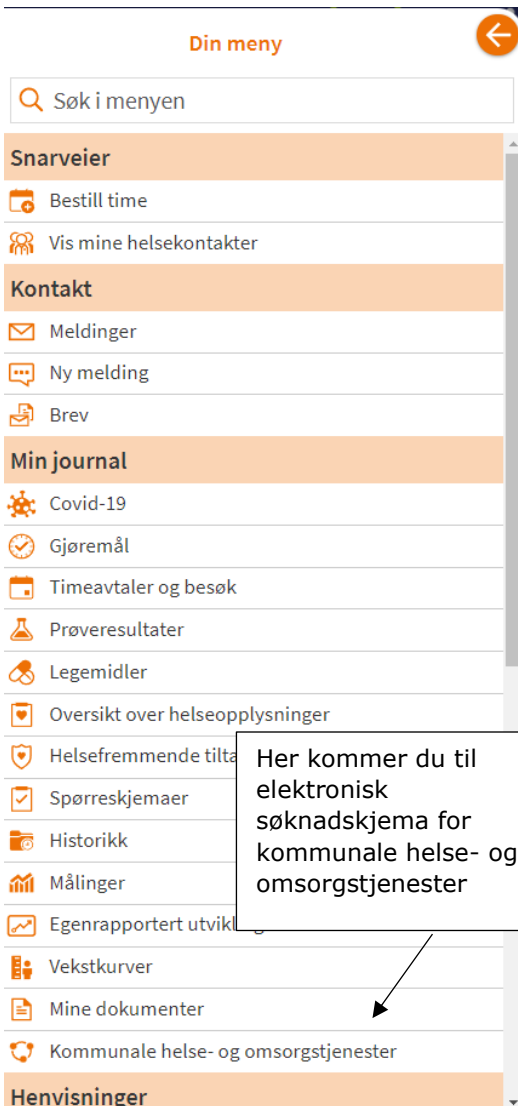 Din meny
Søk i menyen
Snarveier
Bestill time
Vis mine helsekontakter
Kontakt
Meldinger
Ny melding
Brev
Min journal
Covid-19
Gjøremål
Timeavtaler og besøk
Prøveresultater
Legemidler
Oversikt over helseopplysninger
Helsefremmende tilta
Spørreskjemaer
Historikk
Målinger
Egenrapportert utvikl
Vekstkurver
Mine dokumenter
Kommunale helse- og omsorgstjenester
Henvisninger
Her kommer du til
elektronisk
søknadskjema for
kommunale helse- og
omsorgstjenester